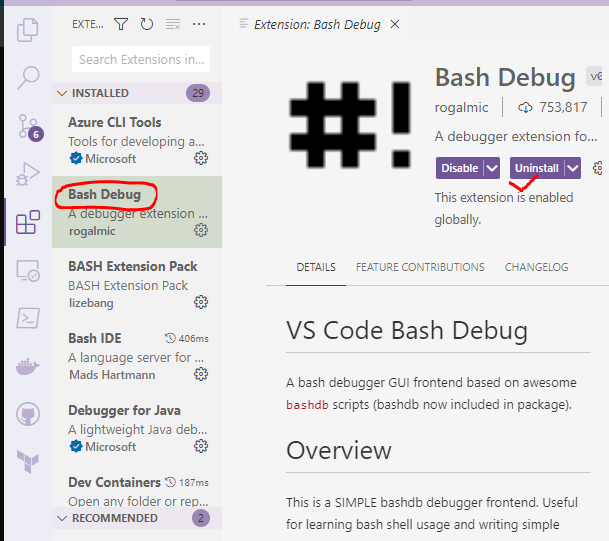 EXTE...
Search Extensions in...
INSTALLED 29
Azure CLI Tools
Tools for developing a...
Microsoft
Bash Debug
A debugger extension ...
rogalmic
BASH Extension Pack
BASH Extension Pack
lizebang
Bash IDE 406ms
A language server for ...
Mads Hartmann
Debugger for Java
A lightweight Java deb...
Microsoft
Dev Containers 187ms
Open any folder or rep...
RECOMMENDED 2
6
Extension: Bash Debug
#!
Bash Debug v0
rogalmic 753,817
A debugger extension fo...
Disable Uninstall
This extension is enabled
globally.
DETAILS FEATURE CONTRIBUTIONS CHANGELOG
VS Code Bash Debug
A bash debugger GUI frontend based on awesome
bashdb scripts (bashdb now included in package).
Overview
This is a SIMPLE bashdb debugger frontend. Useful
for learning bash shell usage and writing simple